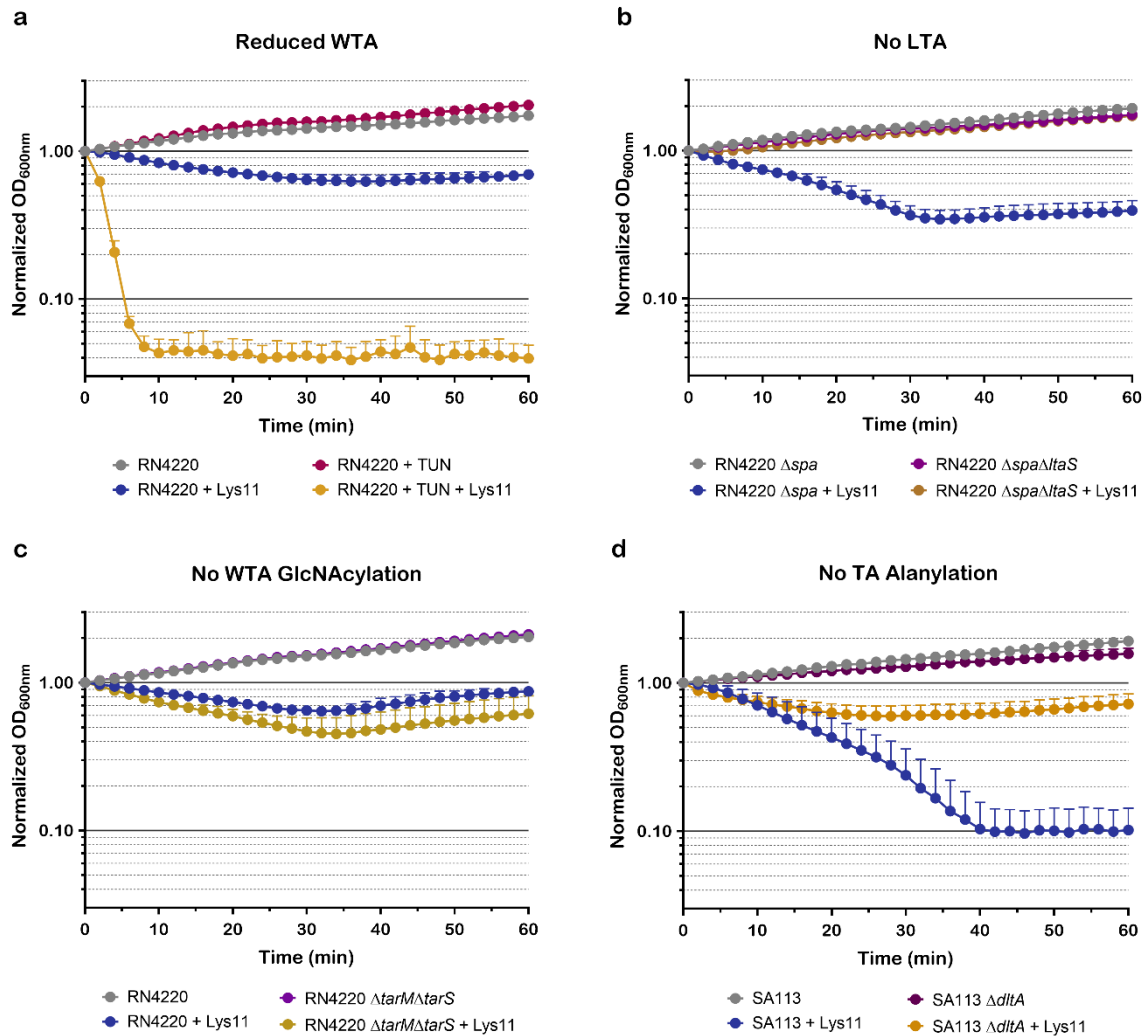 a
Reduced WTA
Normalized OD600nm
1.00
0.10
0 10 20 30 40 50 60
Time (min)
RN4220
RN4220 + TUN
RN4220 + Lys11
RN4220 + TUN + Lys11
b
No LTA
Normalized OD600nm
1.00
0.10
0 10 20 30 40 50 60
Time (min)
RN4220 Δspa
RN4220 ΔspaΔltaS
RN4220 Δspa + Lys11
RN4220 ΔspaΔltaS + Lys11
c
No WTA GlcNAcylation
Normalized OD600nm
1.00
0.10
0 10 20 30 40 50 60
Time (min)
RN4220
RN4220 ΔtarMΔtarS
RN4220 + Lys11
RN4220 ΔtarMΔtarS + Lys11
d
No TA Alanylation
Normalized OD600nm
1.00
0.10
0 10 20 30 40 50 60
Time (min)
SA113
SA113 ΔdltA
SA113 + Lys11
SA113 ΔdltA + Lys11